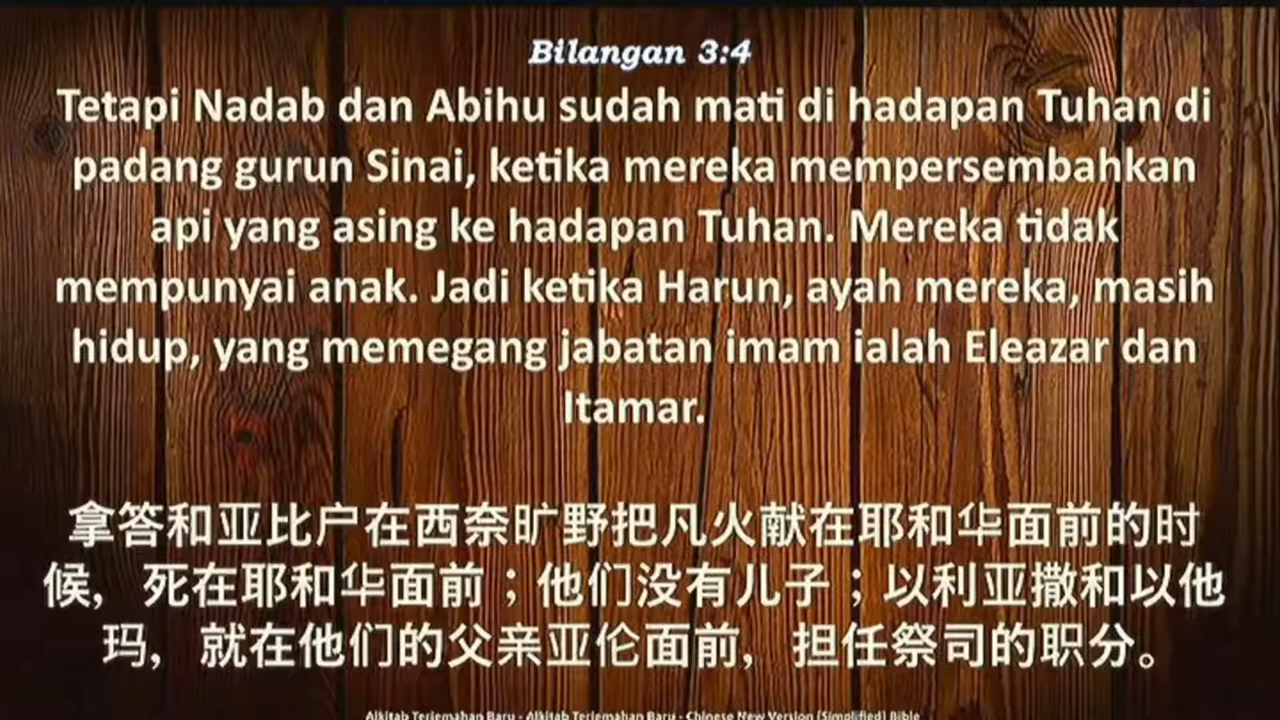 Bilangan 3:4
Tetapi Nadab dan Abihu sudah mati di hadapan Tuhan di
padang gurun Sinai, ketika mereka mempersembahkan
api yang asing ke hadapan Tuhan. Mereka tidak
mempunyai anak. Jadi ketika Harun, ayah mereka, masih
hidup, yang memegang jabatan imam ialah Eleazar dan
Itamar.
拿答和亚比户在西奈旷野把凡火献在耶和华面前的时
候，死在耶和华面前；他们没有儿子；以利亚撒和以他
玛，就在他们的父亲亚伦面前，担任祭司的职分。
Alkitab Terjemahan Baru - Alkitab Terjemahan Baru - Chinese New Version (Simplified) Bible